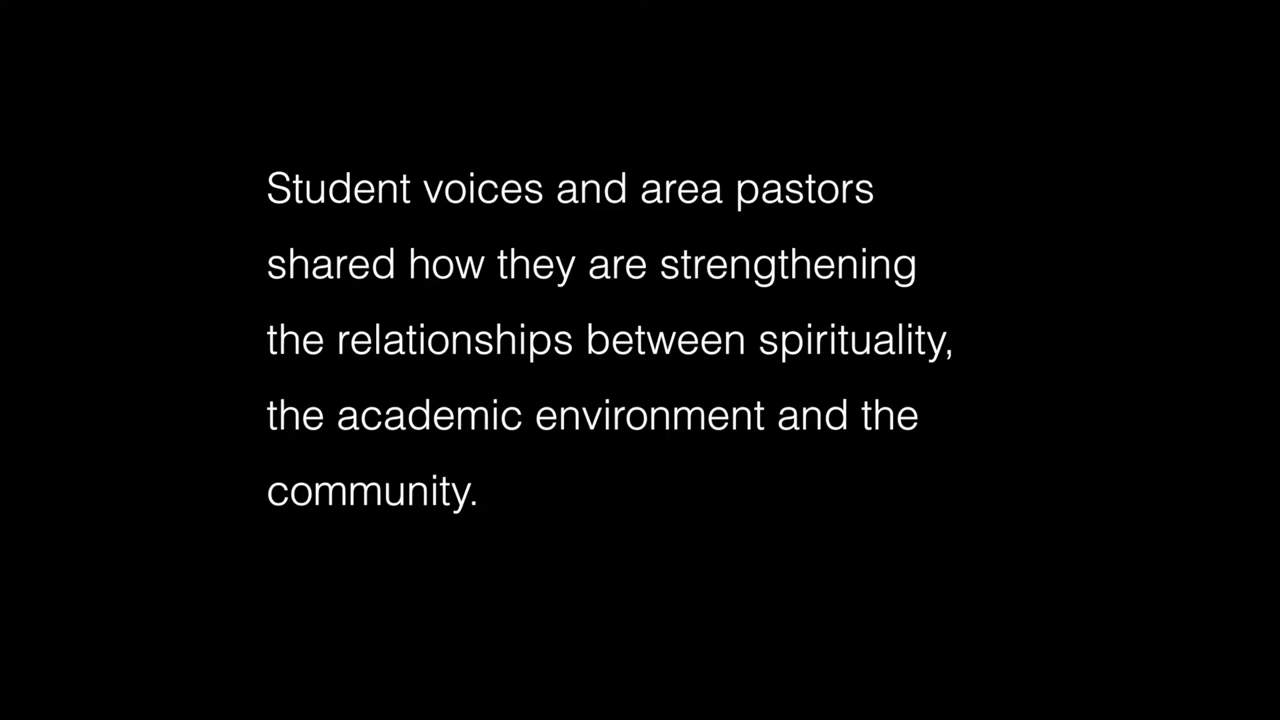 Student voices and area pastors
shared how they are strengthening
the relationships between spirituality,
the academic environment and the
community.